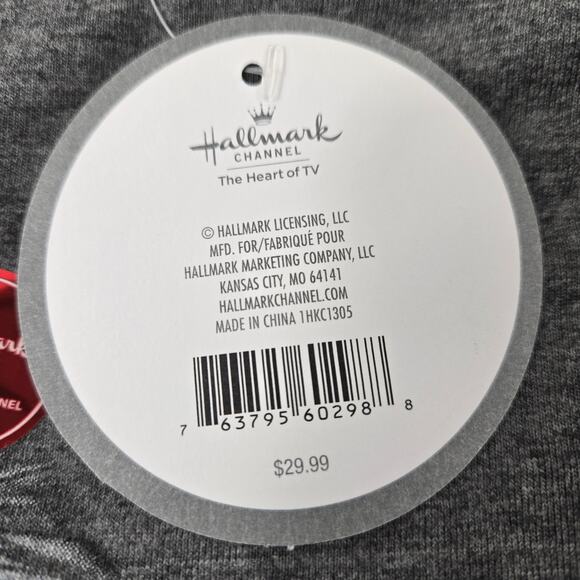 Hallmark
CHANNEL
The Heart of TV
© HALLMARK LICENSING, LLC
MFD. FOR/FABRIQUÉ POUR
HALLMARK MARKETING COMPANY, LLC
KANSAS CITY, MO 64141
HALLMARKCHANNEL.COM
MADE IN CHINA 1HKC1305
7 63795 60298 8
$29.99